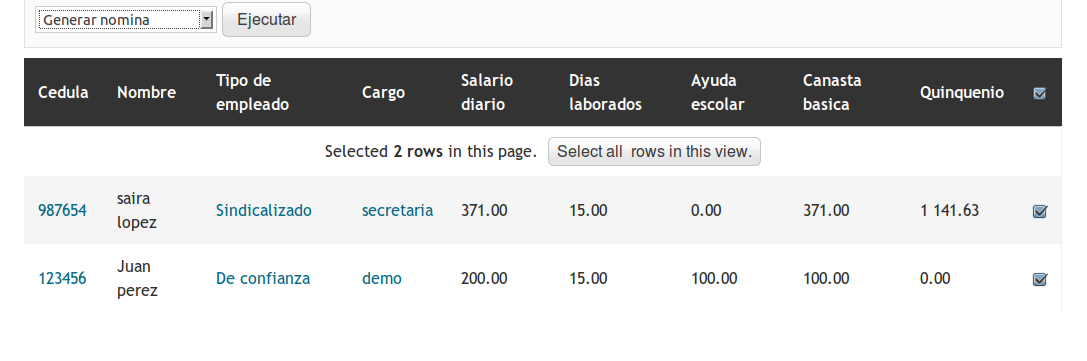 Generar nomina Ejecutar
Cedula Nombre Tipo de empleado Cargo Salario diario Dias laborados Ayuda escolar Canasta basica Quinquenio
Selected 2 rows in this page. Select all rows in this view.
987654 saira lopez Sindicalizado secretaria 371.00 15.00 0.00 371.00 1 141.63
123456 Juan perez De confianza demo 200.00 15.00 100.00 100.00 0.00